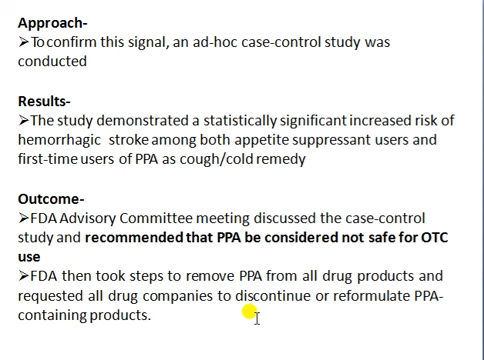 Approach-
➢To confirm this signal, an ad-hoc case-control study was
conducted
Results-
➢The study demonstrated a statistically significant increased risk of
hemorrhagic stroke among both appetite suppressant users and
first-time users of PPA as cough/cold remedy
Outcome-
➢FDA Advisory Committee meeting discussed the case-control
study and recommended that PPA be considered not safe for OTC
use
➢FDA then took steps to remove PPA from all drug products and
requested all drug companies to discontinue or reformulate PPA-
containing products.